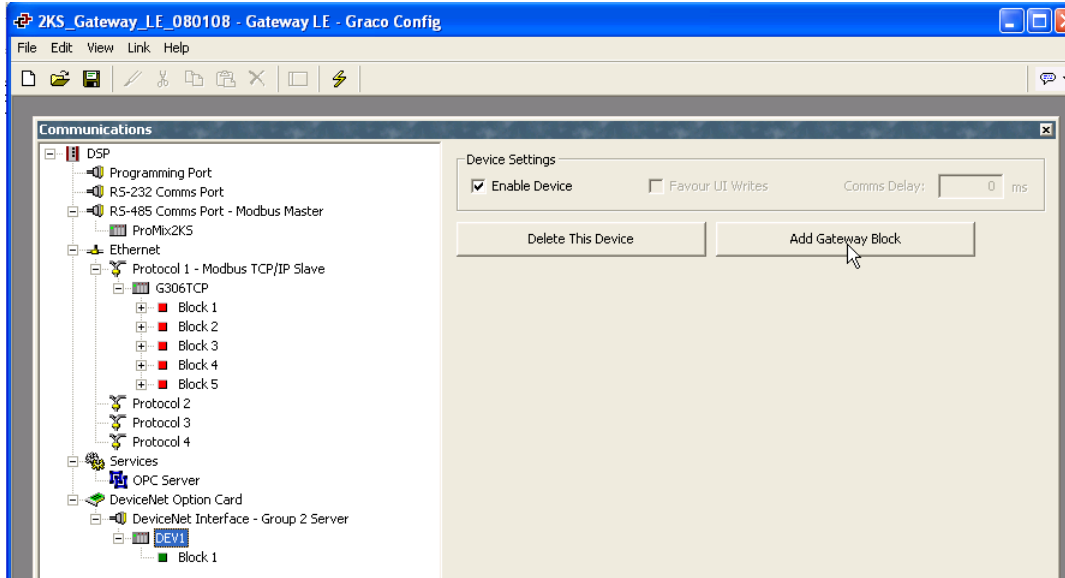 2KS_Gateway_LE_080108 - Gateway LE - Graco Config
File Edit View Link Help
Communications
DSP
Programming Port
RS-232 Comms Port
RS-485 Comms Port - Modbus Master
ProMix2KS
Ethernet
Protocol 1 - Modbus TCP/IP Slave
G306TCP
Block 1
Block 2
Block 3
Block 4
Block 5
Protocol 2
Protocol 3
Protocol 4
Services
OPC Server
DeviceNet Option Card
DeviceNet Interface - Group 2 Server
DEV1
Block 1
Device Settings
Enable Device Favour UI Writes Comms Delay: 0 ms
Delete This Device Add Gateway Block